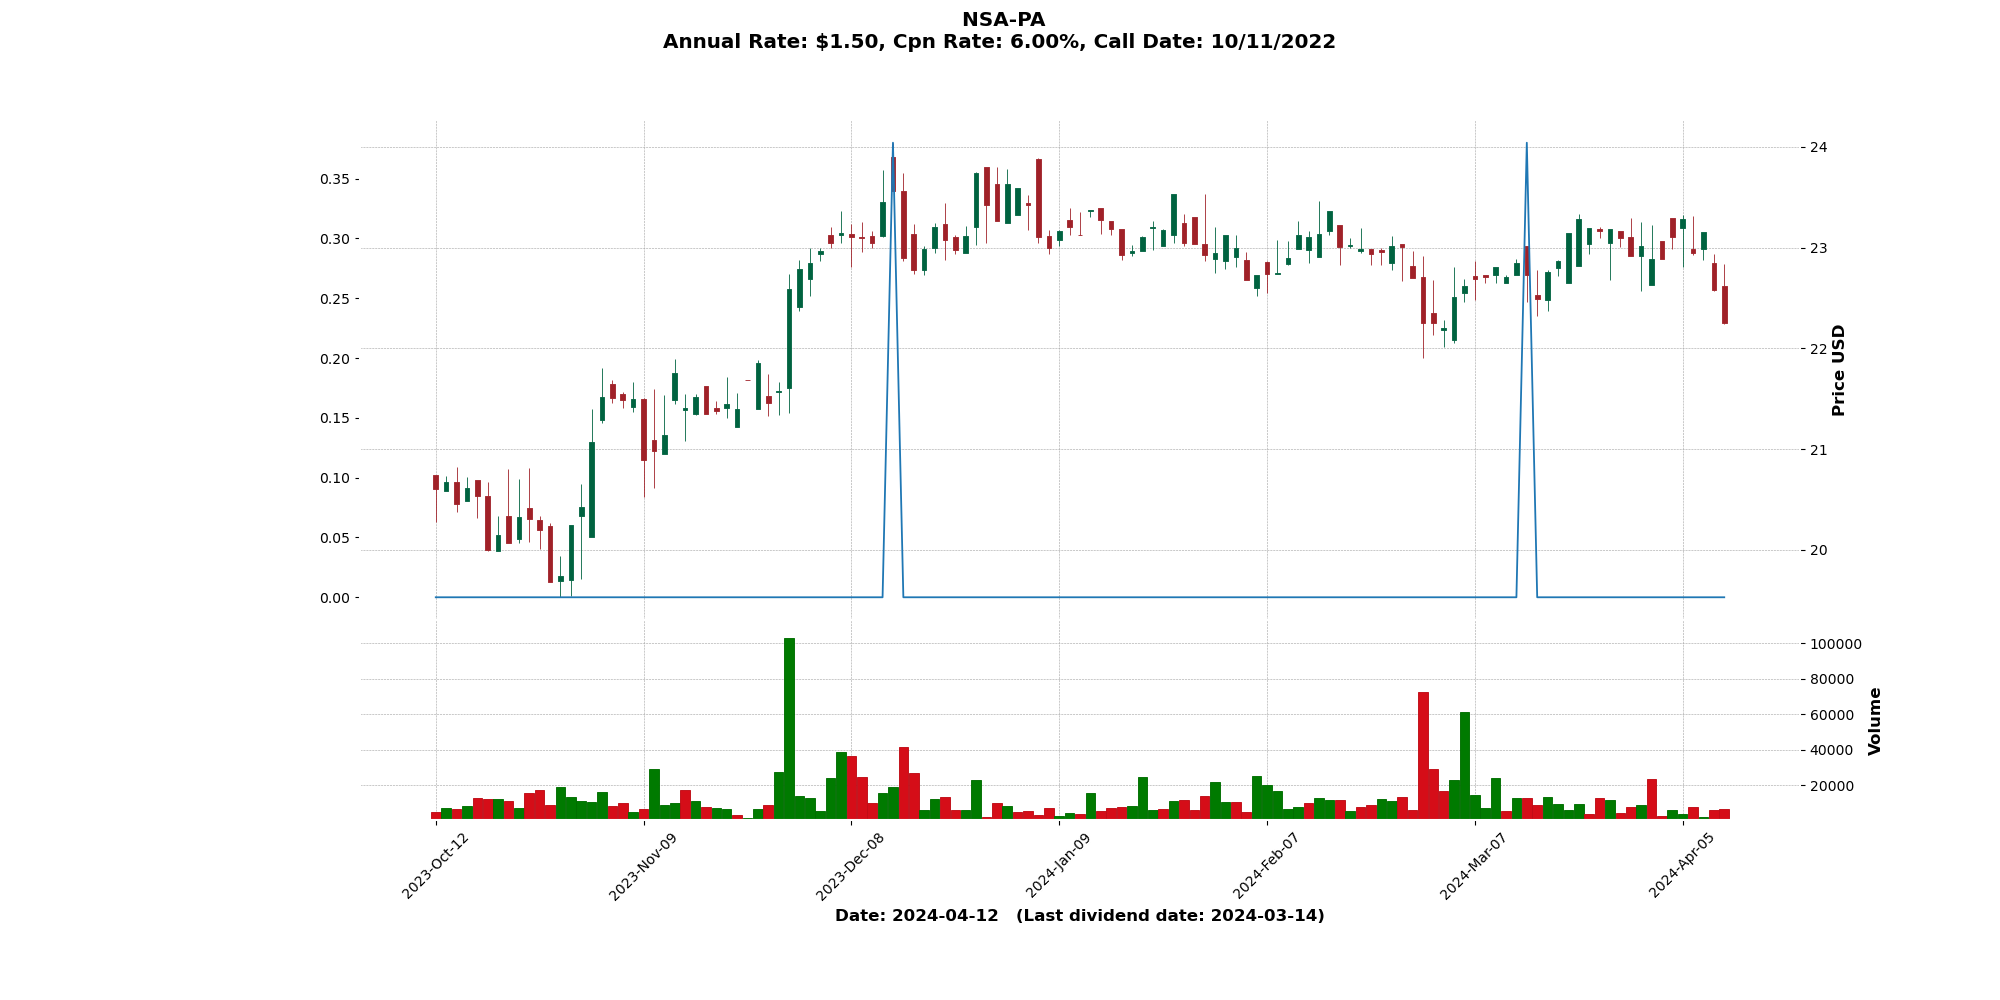 NSA-PA
Annual Rate: $1.50, Cpn Rate: 6.00%, Call Date: 10/11/2022
0.35
0.30
0.25
0.20
0.15
0.10
0.05
0.00
24
23
22
21
20
Price USD
100000
80000
60000
40000
20000
Volume
2023-Oct-12
2023-Nov-09
2023-Dec-08
2024-Jan-09
2024-Feb-07
2024-Mar-07
2024-Apr-05
Date: 2024-04-12 (Last dividend date: 2024-03-14)